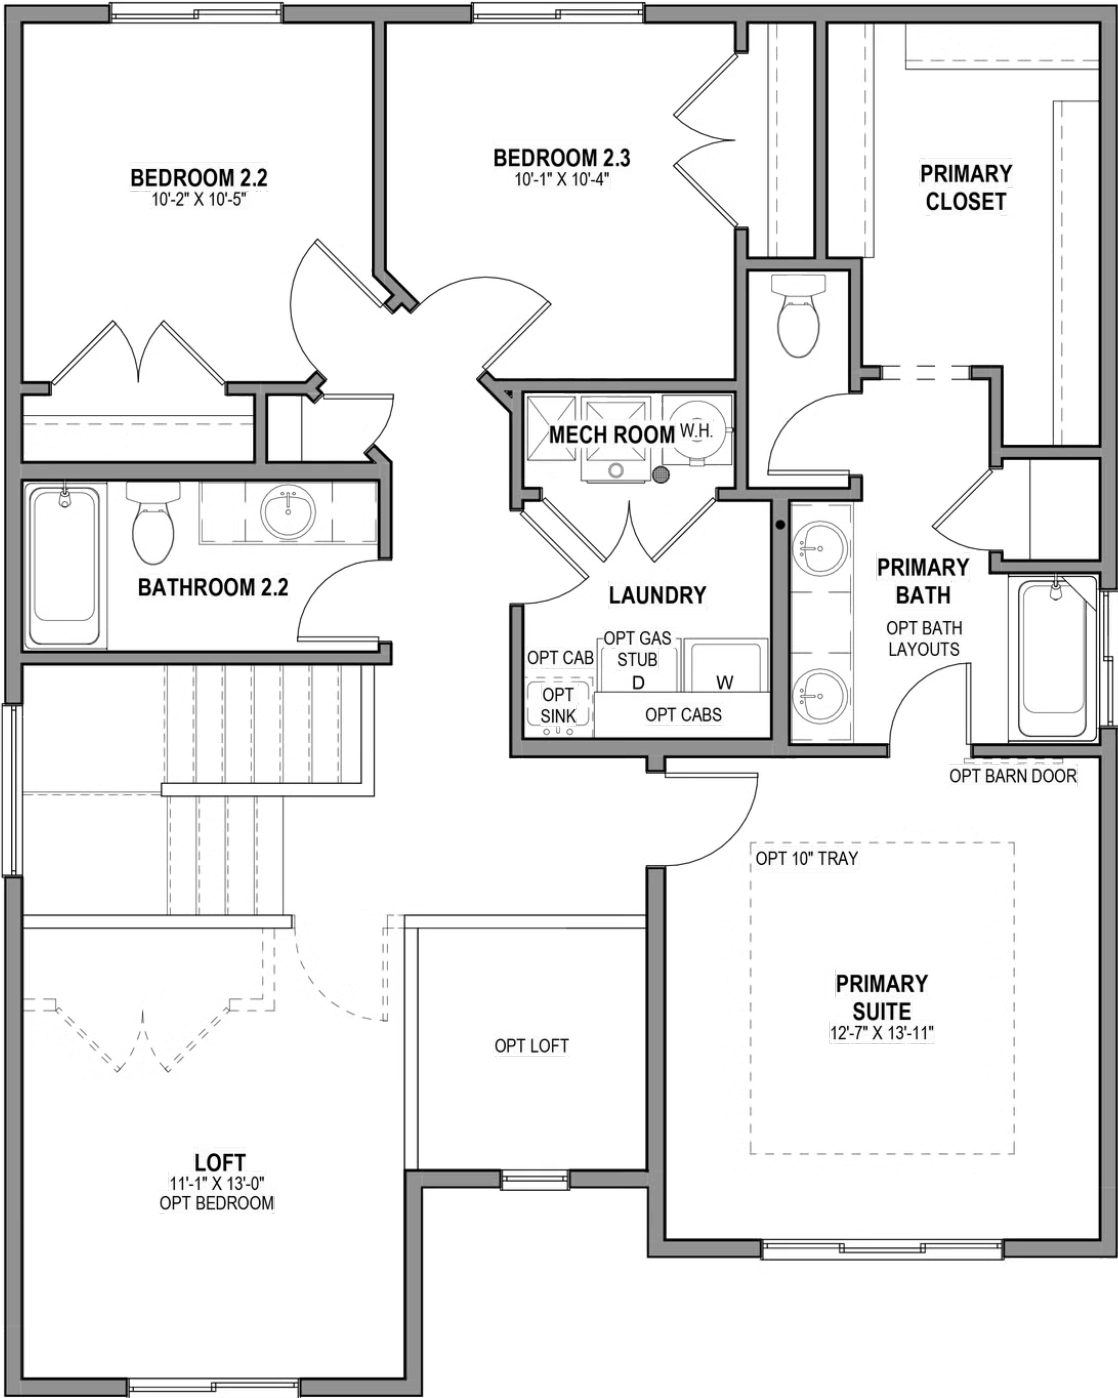 BEDROOM 2.2
10'-2" X 10'-5"
BEDROOM 2.3
10'-1" X 10'-4"
PRIMARY
CLOSET
MECH ROOM
W.H.
BATHROOM 2.2
LAUNDRY
PRIMARY
BATH
OPT BATH
LAYOUTS
OPT GAS
STUB
OPT CAB
D
W
OPT
SINK
OPT CABS
OPT BARN DOOR
OPT 10" TRAY
PRIMARY
SUITE
12'-7" X 13'-11"
OPT LOFT
LOFT
11'-1" X 13'-0"
OPT BEDROOM